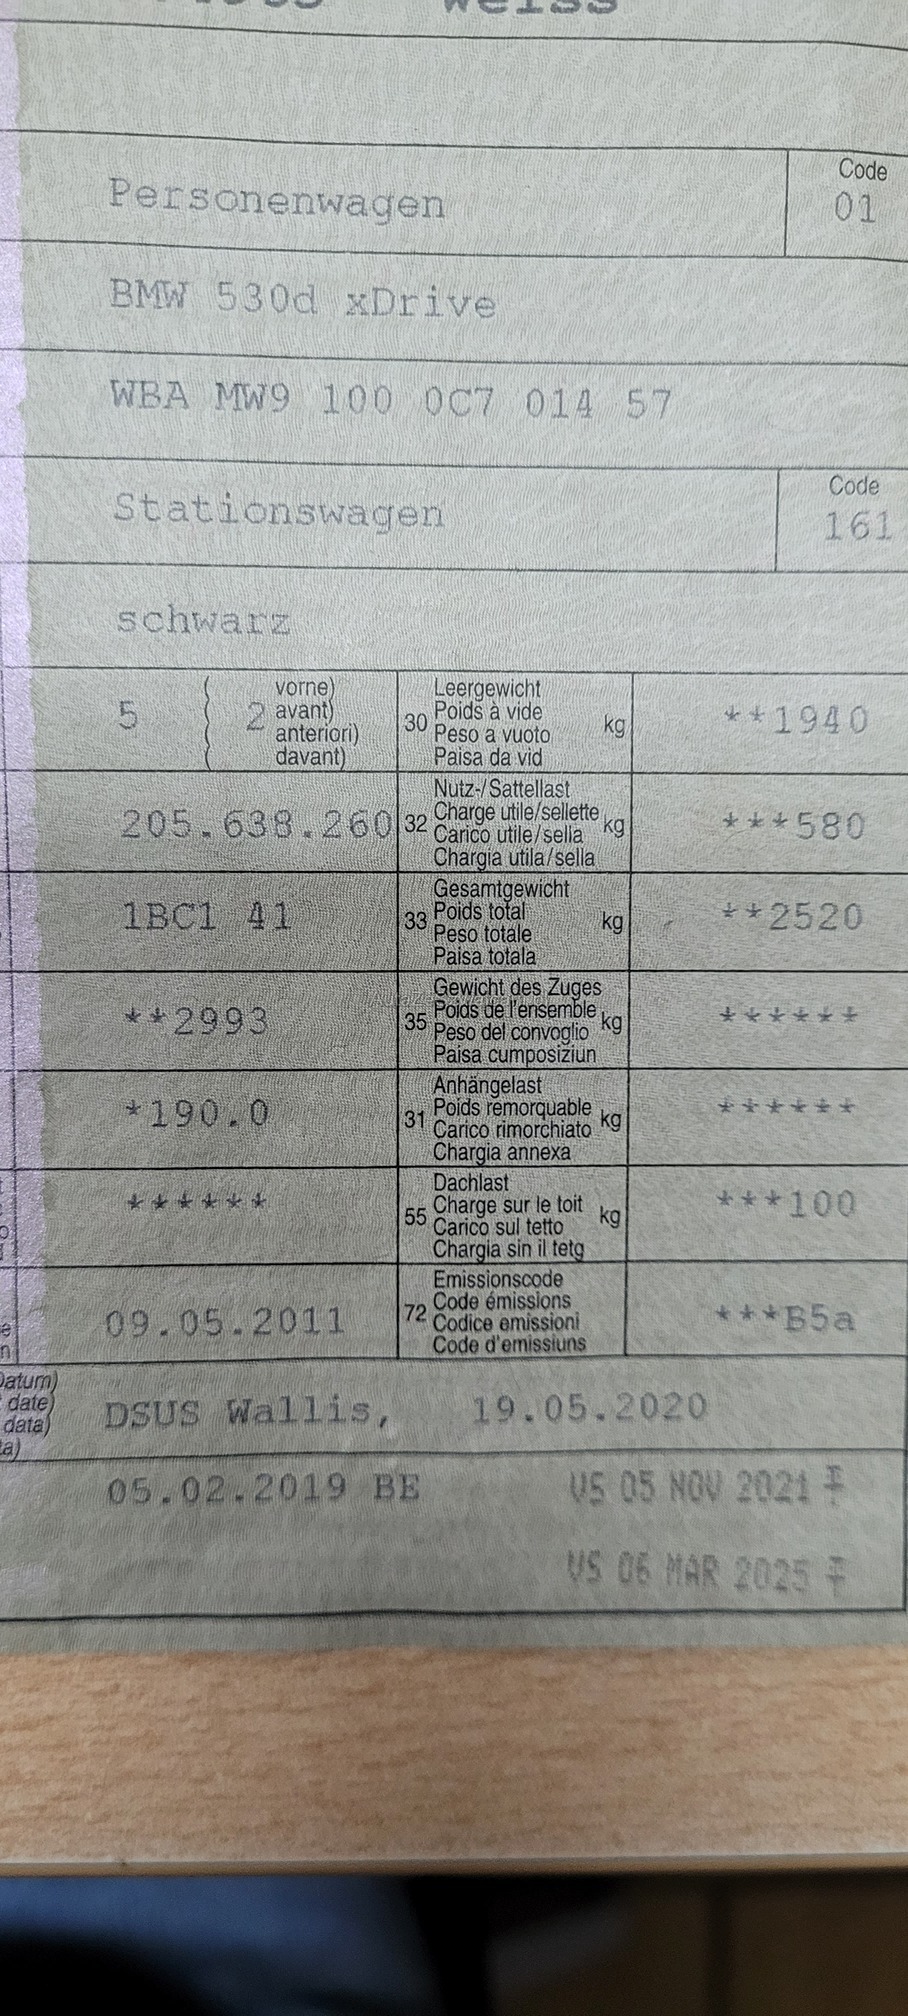 weiss
Code
Personenwagen 01
BMW 530d xDrive
WBA MW9 100 0C7 014 57
Code
Stationswagen 161
schwarz
5 2 vorne)
avant)
anteriori)
davant)
30 Leergewicht
Poids à vide
Peso a vuoto
Paisa da vid
kg **1940
205.638.260
32 Nutz-/Sattellast
Charge utile/sellette
Carico utile/sella
Chargia utila/sella
kg ***580
1BC1 41
33 Gesamtgewicht
Poids total
Peso totale
Paisa totala
kg **2520
**2993
35 Gewicht des Zuges
Poids de l'ensemble
Peso del convoglio
Paisa cumposiziun
kg ******
*190.0
31 Anhängelast
Poids remorquable
Carico rimorchiato
Chargia annexa
kg ******
******
55 Dachlast
Charge sur le toit
Carico sul tetto
Chargia sin il tetg
kg ***100
09.05.2011
72 Emissionscode
Code émissions
Codice emissioni
Code d'emissiuns
***B5a
date)
data)
DSUS Wallis, 19.05.2020
05.02.2019 BE VS 05 NOV 2021 T
VS 06 MAR 2025 T